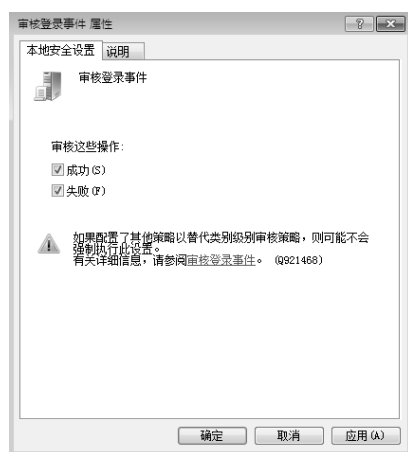 审核登录事件 属性
本地安全设置 说明
审核登录事件
审核这些操作:
成功(S)
失败(F)
如果配置了其他策略以替代类别级别审核策略，则可能不会
强制执行此设置。
有关详细信息，请参阅审核登录事件。 (Q921468)
确定 取消 应用(A)